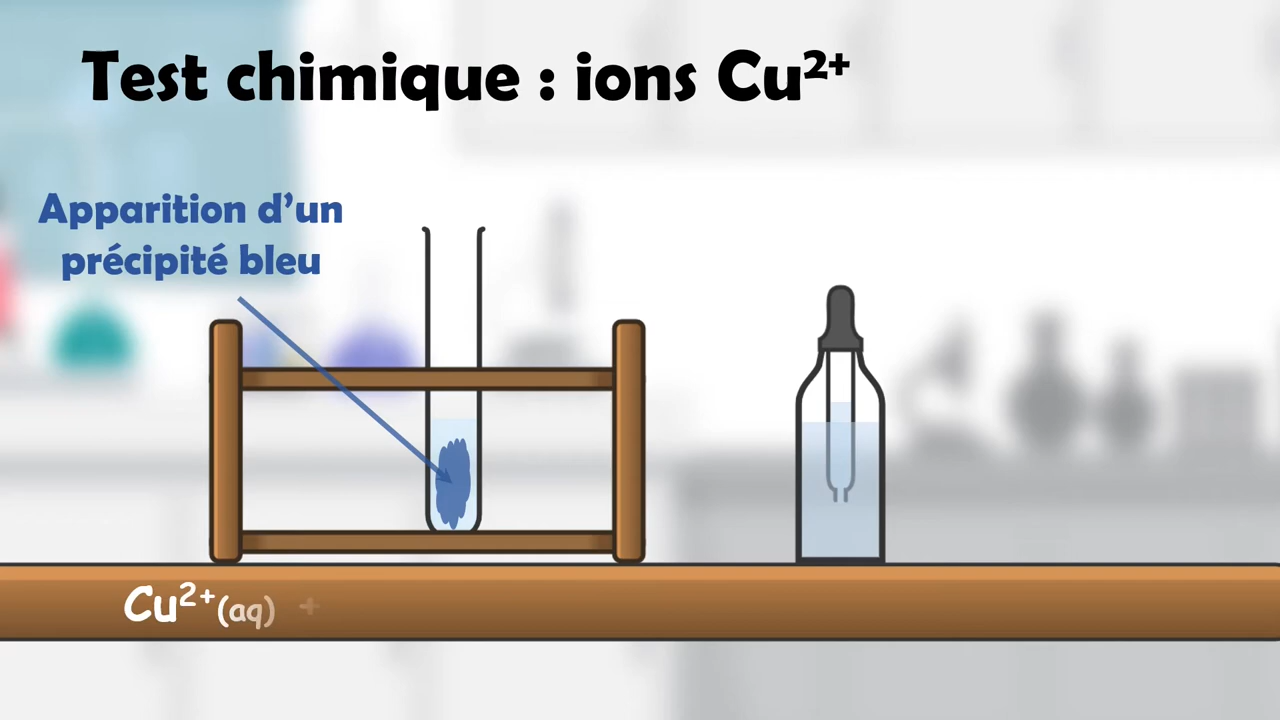 Test chimique : ions Cu²⁺
Apparition d’un
précipité bleu
Cu²⁺(aq) +